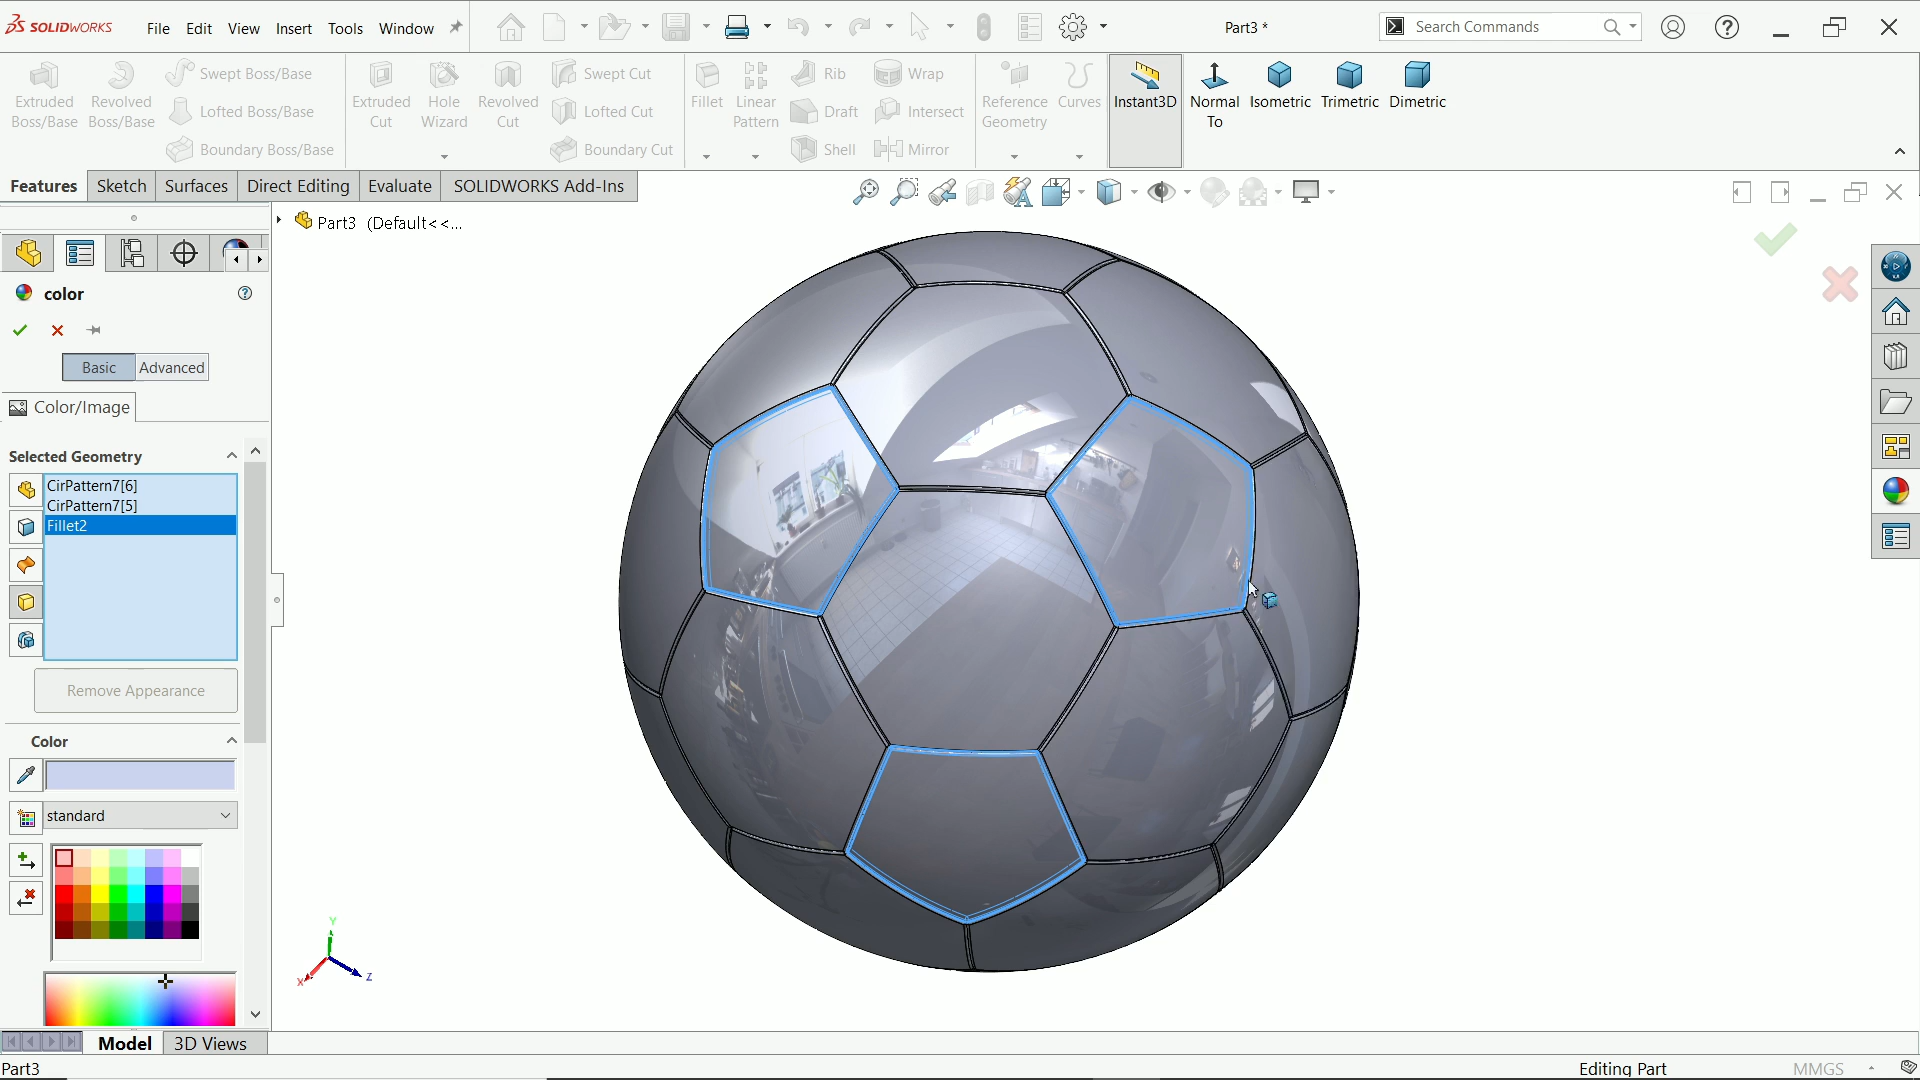 SOLIDWORKS File Edit View Insert Tools Window Part3 * Search Commands
Extruded Boss/Base
Revolved Boss/Base
Swept Boss/Base
Lofted Boss/Base
Boundary Boss/Base
Extruded Cut
Hole Wizard
Revolved Cut
Swept Cut
Lofted Cut
Boundary Cut
Fillet
Linear Pattern
Rib
Draft
Shell
Wrap
Intersect
Mirror
Reference Geometry
Curves
Instant3D
Normal To
Isometric
Trimetric
Dimetric
Features Sketch Surfaces Direct Editing Evaluate SOLIDWORKS Add-Ins
Part3 (Default<<...
color
Basic Advanced
Color/Image
Selected Geometry
CirPattern7[6]
CirPattern7[5]
Fillet2
Remove Appearance
Color
standard
Y
X
Z
Model 3D Views
Part3 Editing Part MMGS